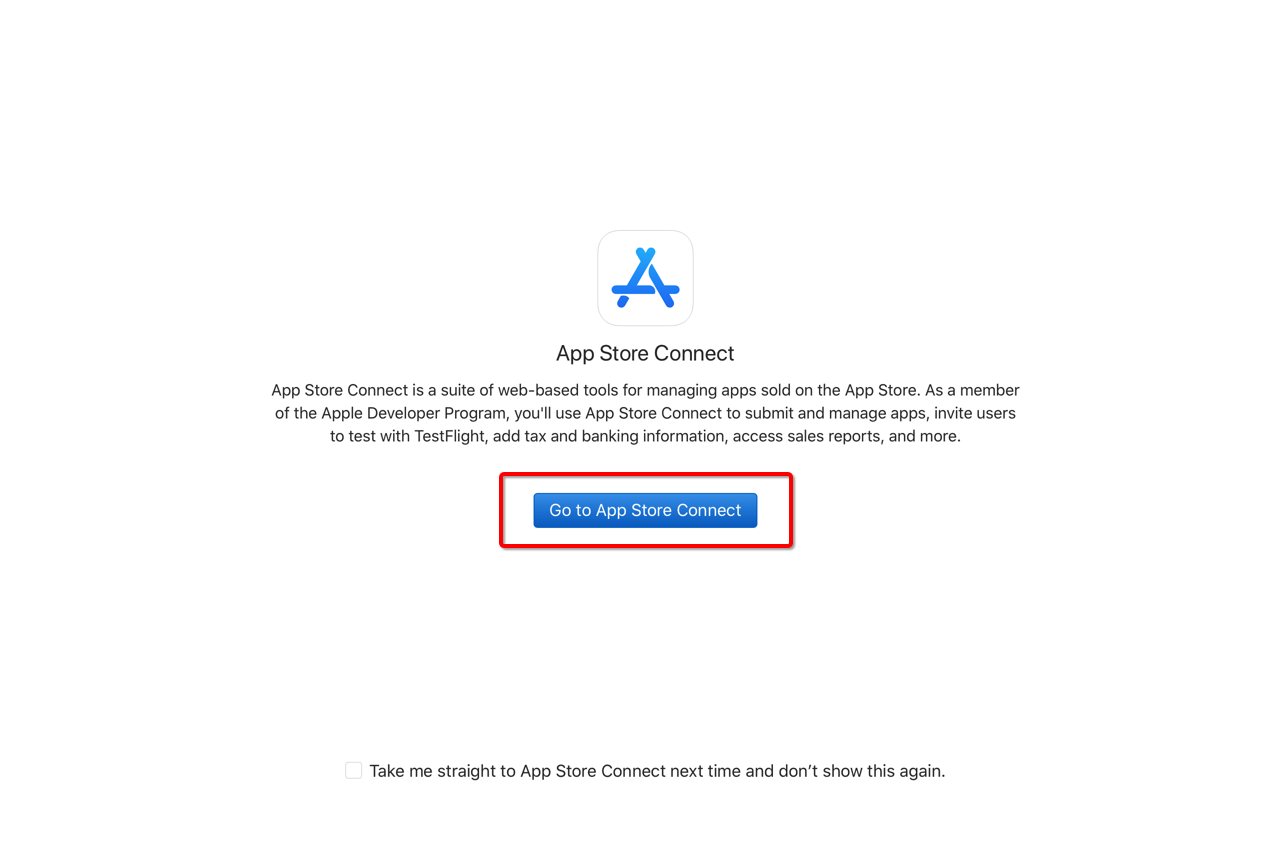 App Store Connect
App Store Connect is a suite of web-based tools for managing apps sold on the App Store. As a member
of the Apple Developer Program, you'll use App Store Connect to submit and manage apps, invite users
to test with TestFlight, add tax and banking information, access sales reports, and more.
Go to App Store Connect
Take me straight to App Store Connect next time and don’t show this again.